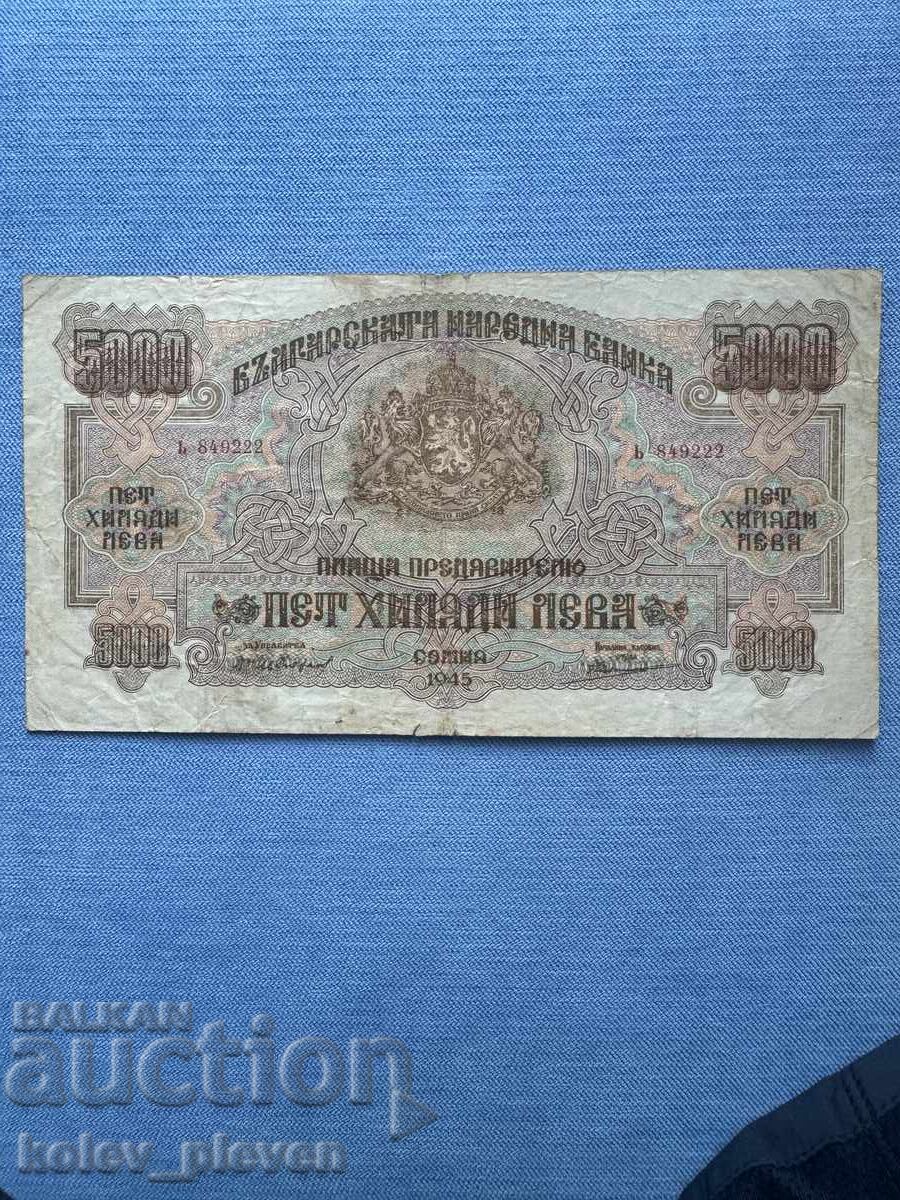 БЪЛГАРСКАТА НАРОДНА БАНКА
5000 5000
Ь 849222 Ь 849222
ПЕТ
ХИЛЯДИ
ЛЕВА
ПЕТ
ХИЛЯДИ
ЛЕВА
ПЛАЩА ПРЕДЯВИТЕЛЮ
ПЕТ ХИЛЯДИ ЛЕВА
5000 5000
СОФИЯ
1945
BALKAN
auction
kolev_pleven